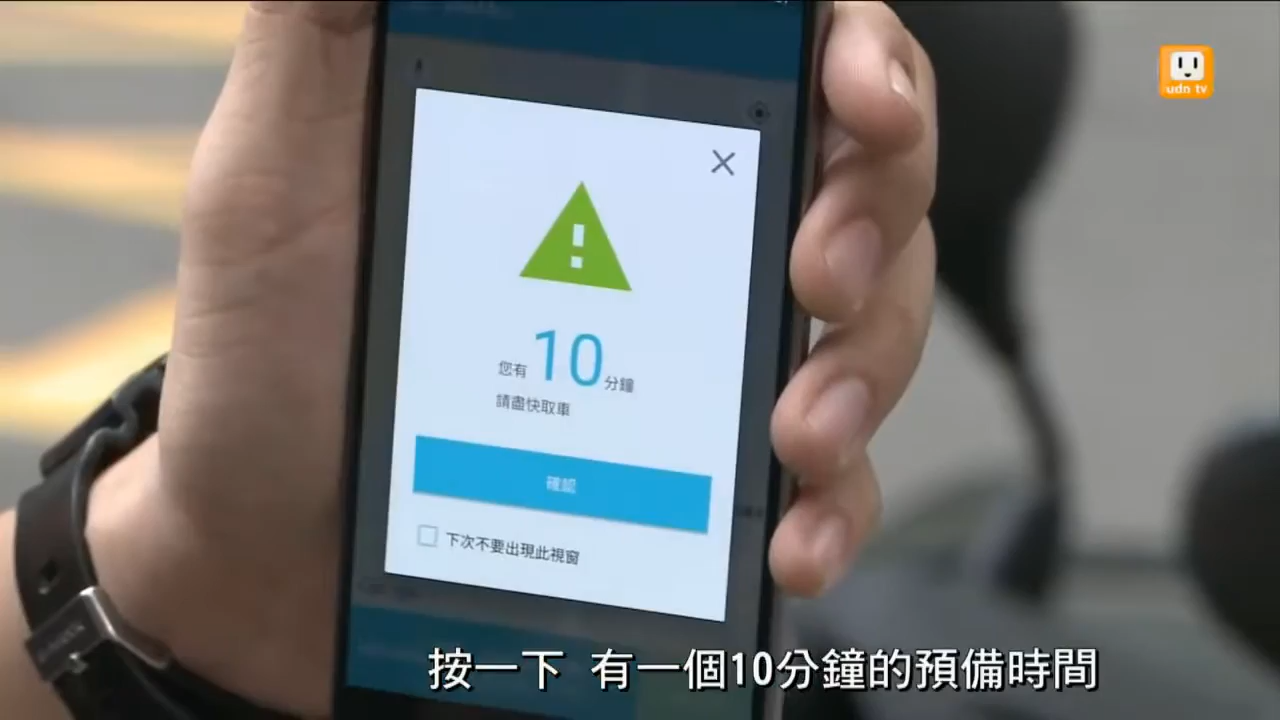 udn tv
您有 10 分鐘
請盡快取車
確認
下次不要出現此視窗
按一下 有一個10分鐘的預備時間